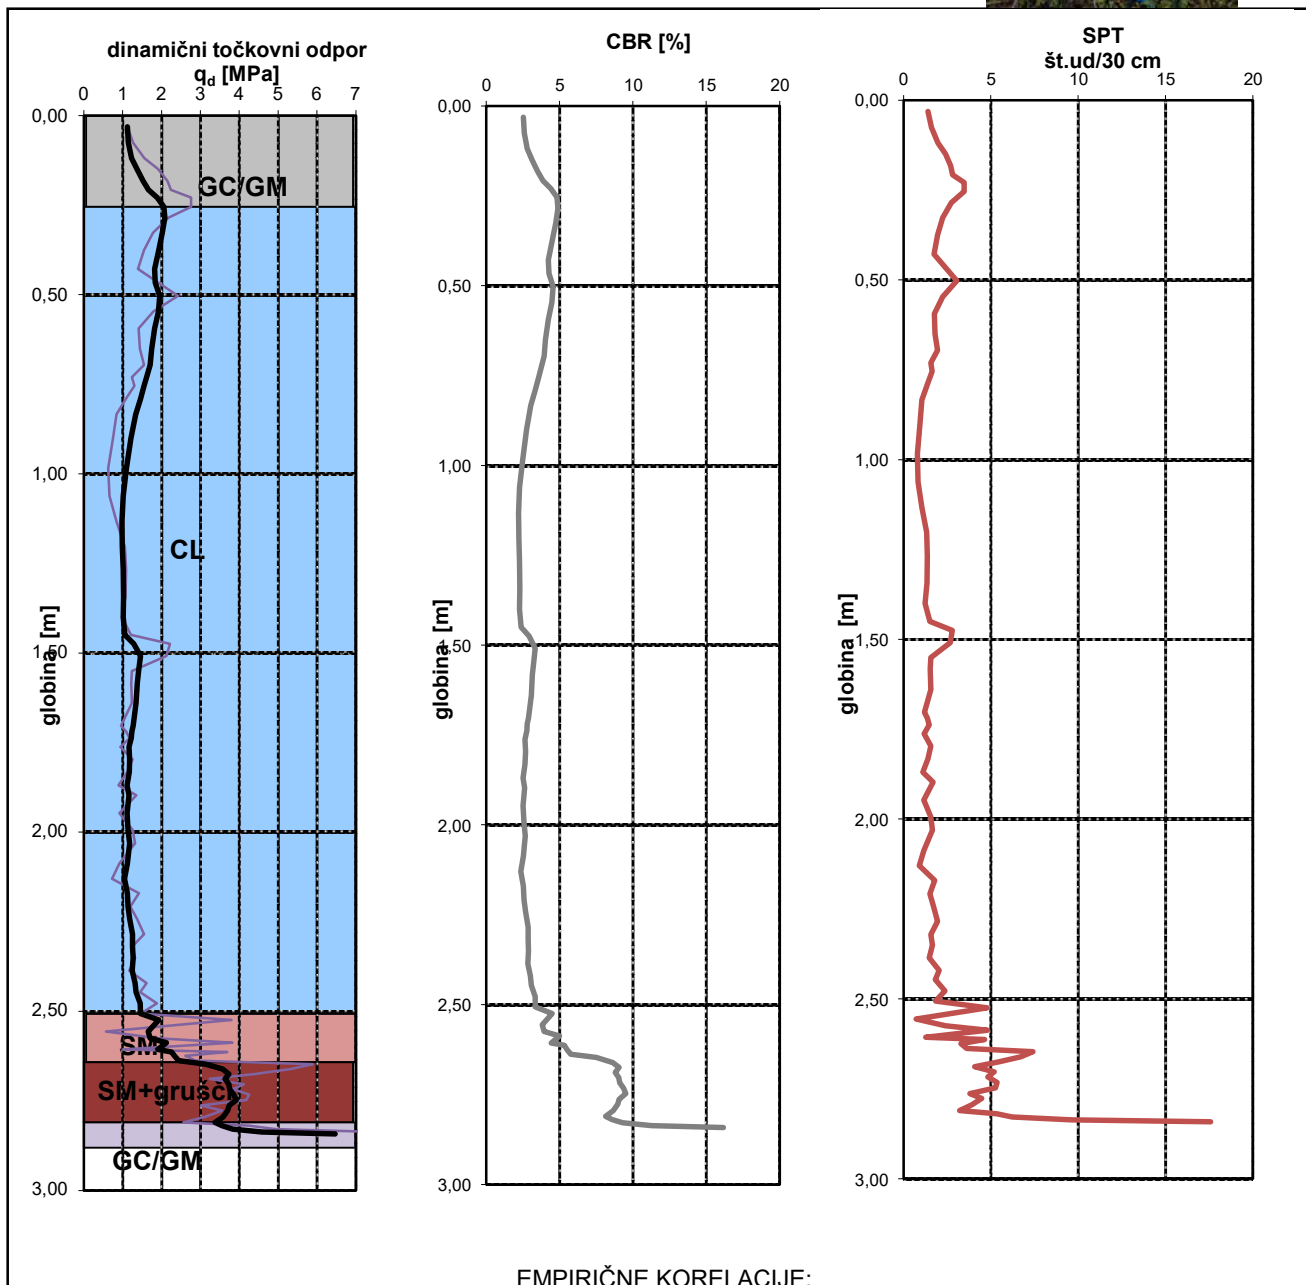 dinamični točkovni odpor
qd [MPa]
0 1 2 3 4 5 6 7
0,00
0,50
1,00
1,50
2,00
2,50
3,00
globina [m]
GC/GM
CL
SM
SM+grušči
GC/GM
CBR [%]
0 5 10 15 20
0,00
0,50
1,00
1,50
2,00
2,50
3,00
globina [m]
SPT
št.ud/30 cm
0 5 10 15 20
0,00
0,50
1,00
1,50
2,00
2,50
3,00
globina [m]
EMPIRIČNE KORELACIJE: